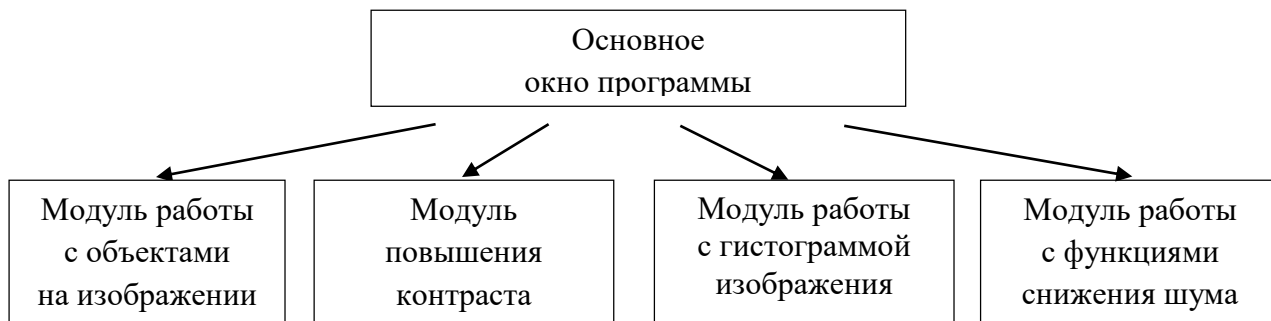 Основное
окно программы
Модуль работы
с объектами
на изображении
Модуль
повышения
контраста
Модуль работы
с гистограммой
изображения
Модуль работы
с функциями
снижения шума